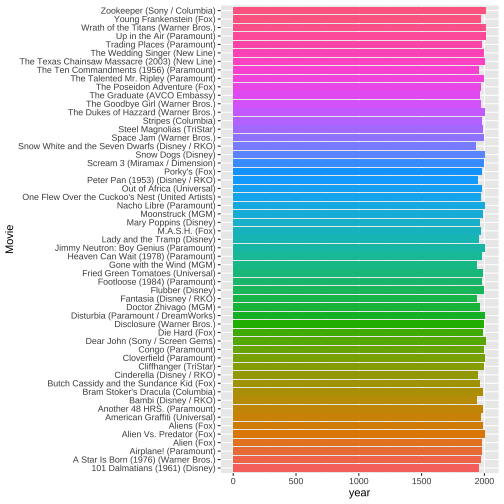 Zookeeper (Sony / Columbia)
Young Frankenstein (Fox)
Wrath of the Titans (Warner Bros.)
Up in the Air (Paramount)
Trading Places (Paramount)
The Wedding Singer (New Line)
The Texas Chainsaw Massacre (2003) (New Line)
The Ten Commandments (1956) (Paramount)
The Talented Mr. Ripley (Paramount)
The Poseidon Adventure (Fox)
The Graduate (AVCO Embassy)
The Goodbye Girl (Warner Bros.)
The Dukes of Hazzard (Warner Bros.)
Stripes (Columbia)
Steel Magnolias (TriStar)
Space Jam (Warner Bros.)
Snow White and the Seven Dwarfs (Disney / RKO)
Snow Dogs (Disney)
Scream 3 (Miramax / Dimension)
Porky's (Fox)
Peter Pan (1953) (Disney / RKO)
Out of Africa (Universal)
One Flew Over the Cuckoo's Nest (United Artists)
Nacho Libre (Paramount)
Moonstruck (MGM)
Mary Poppins (Disney)
M.A.S.H. (Fox)
Lady and the Tramp (Disney)
Jimmy Neutron: Boy Genius (Paramount)
Heaven Can Wait (1978) (Paramount)
Gone with the Wind (MGM)
Fried Green Tomatoes (Universal)
Footloose (1984) (Paramount)
Flubber (Disney)
Fantasia (Disney / RKO)
Doctor Zhivago (MGM)
Disturbia (Paramount / DreamWorks)
Disclosure (Warner Bros.)
Die Hard (Fox)
Dear John (Sony / Screen Gems)
Congo (Paramount)
Cloverfield (Paramount)
Cliffhanger (TriStar)
Cinderella (Disney / RKO)
Butch Cassidy and the Sundance Kid (Fox)
Bram Stoker's Dracula (Columbia)
Bambi (Disney / RKO)
Another 48 HRS. (Paramount)
American Graffiti (Universal)
Aliens (Fox)
Alien Vs. Predator (Fox)
Alien (Fox)
Airplane! (Paramount)
A Star Is Born (1976) (Warner Bros.)
101 Dalmatians (1961) (Disney)
Movie
0 500 1000 1500 2000
year